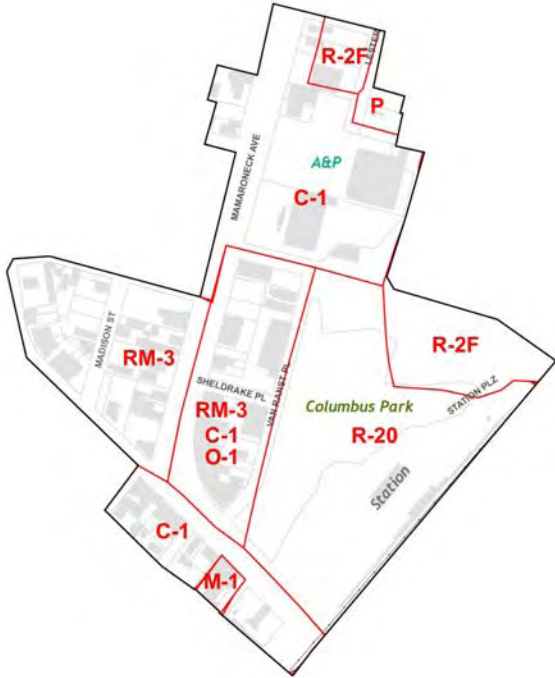 R-2F
LESTER
P
A&P
C-1
MAMARONECK AVE
R-2F
MADISON ST
RM-3
SHELDRAKE PL
VAN RANST PL
RM-3
C-1
O-1
Columbus Park
R-20
STATION PLZ
Station
C-1
M-1